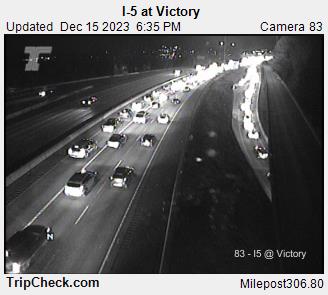 I-5 at Victory
Updated  Dec 15 2023  6:35 PM
Camera 83
T
N
83 - I5 @ Victory
TripCheck.com
Milepost306.80